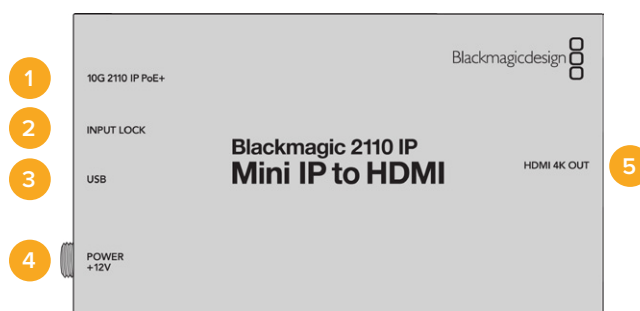 1
10G 2110 IP PoE+
Blackmagicdesign
2
INPUT LOCK
Blackmagic 2110 IP
Mini IP to HDMI
3
USB
HDMI 4K OUT
5
4
POWER
+12V